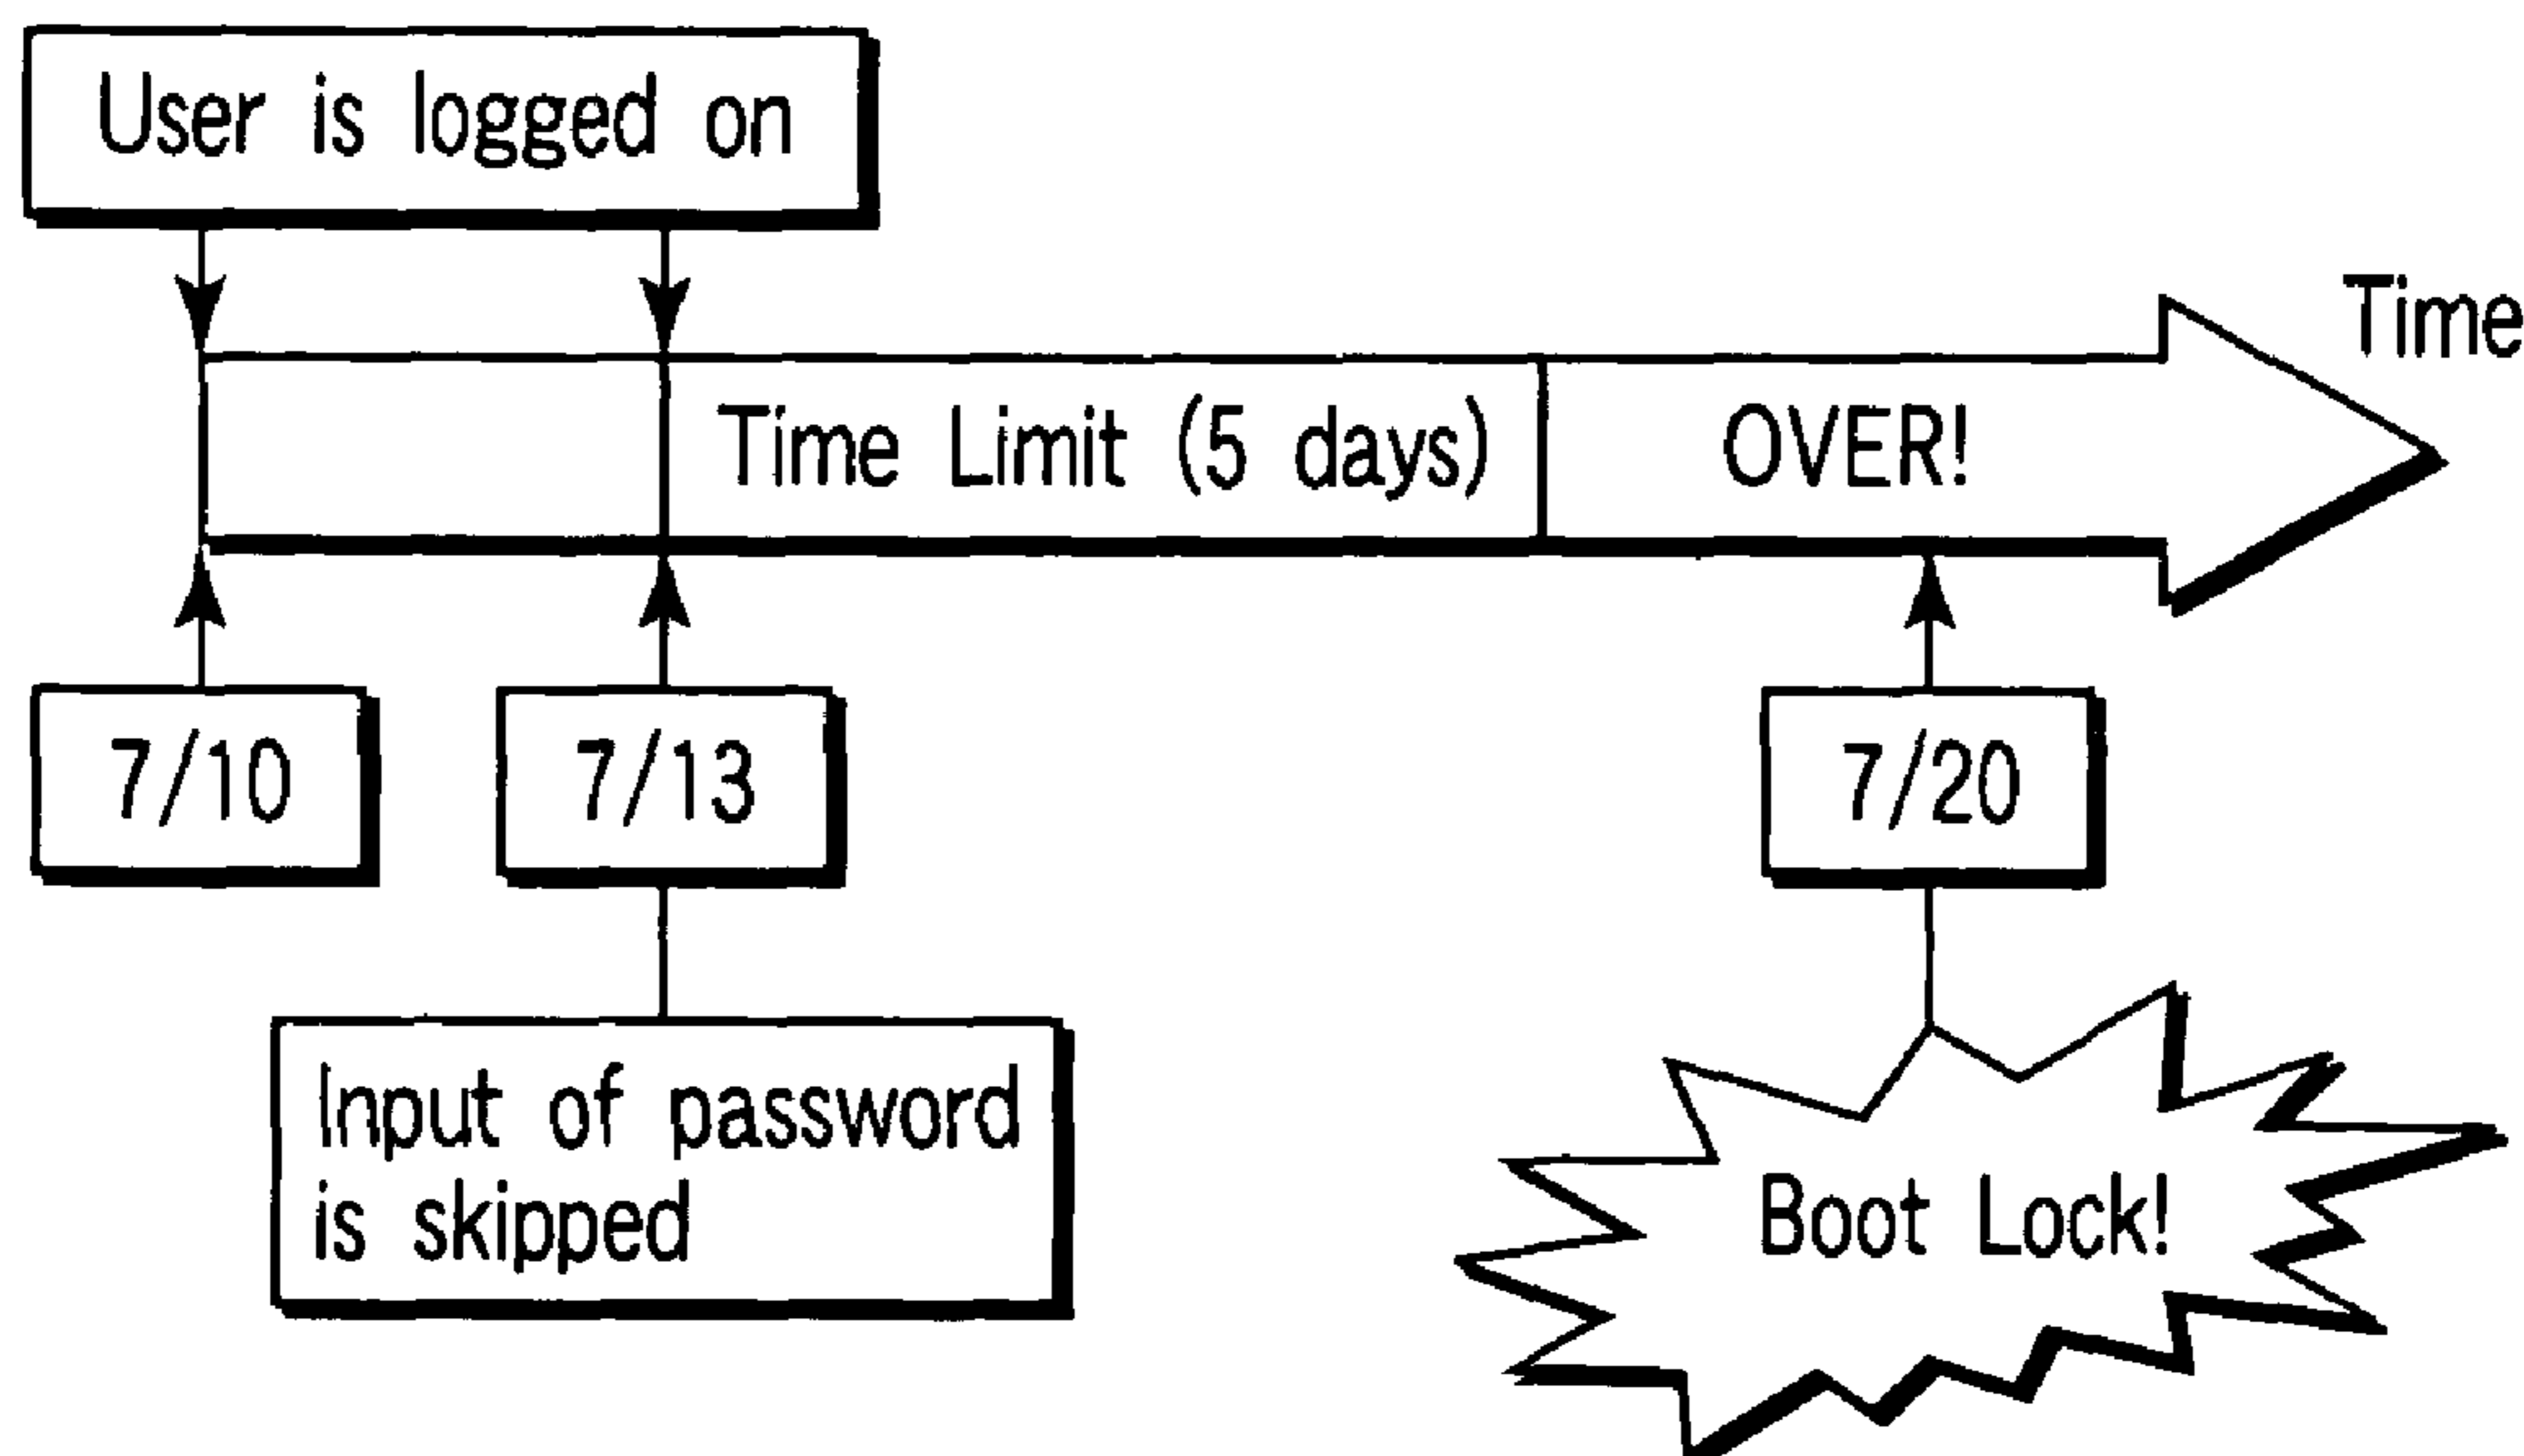 User is logged on
Time
Time Limit (5 days)
OVER!
7/10
7/13
7/20
Input of password
is skipped
Boot Lock!